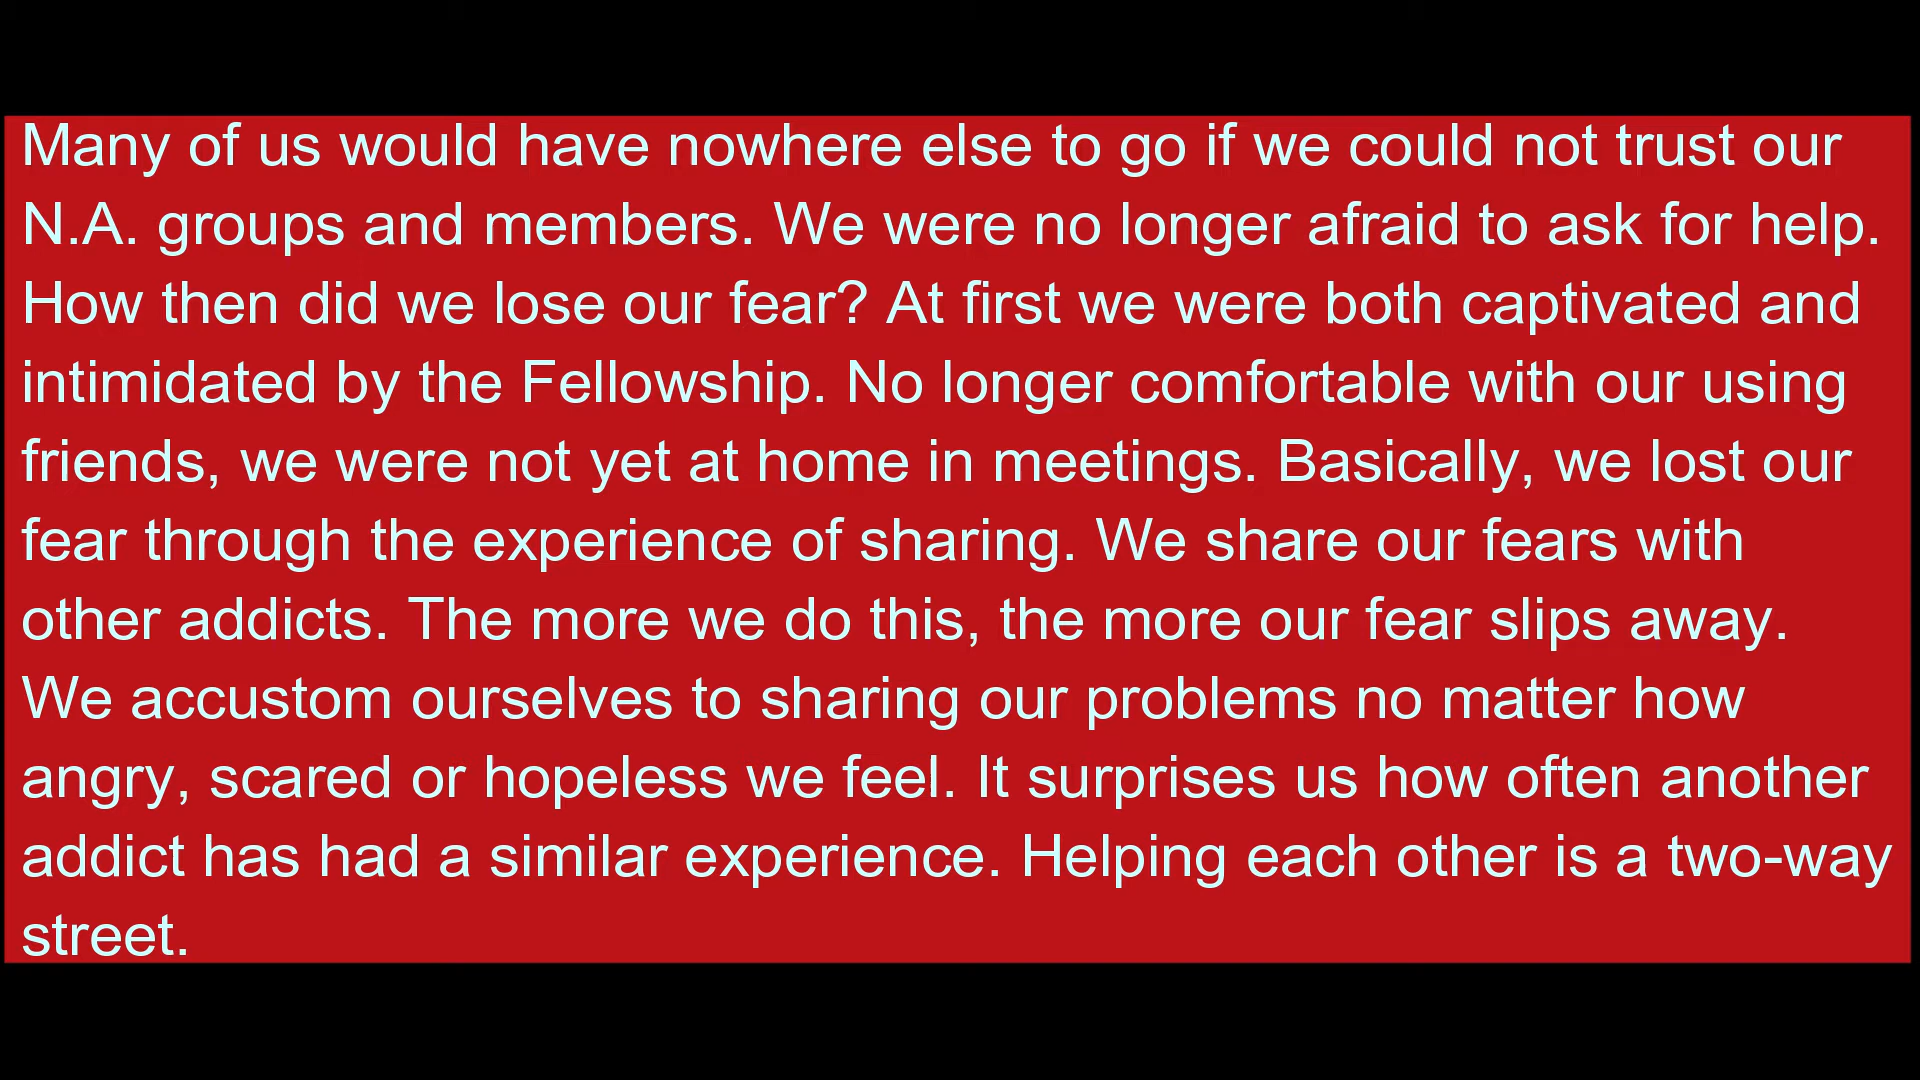 Many of us would have nowhere else to go if we could not trust our
N.A. groups and members. We were no longer afraid to ask for help.
How then did we lose our fear? At first we were both captivated and
intimidated by the Fellowship. No longer comfortable with our using
friends, we were not yet at home in meetings. Basically, we lost our
fear through the experience of sharing. We share our fears with
other addicts. The more we do this, the more our fear slips away.
We accustom ourselves to sharing our problems no matter how
angry, scared or hopeless we feel. It surprises us how often another
addict has had a similar experience. Helping each other is a two-way
street.